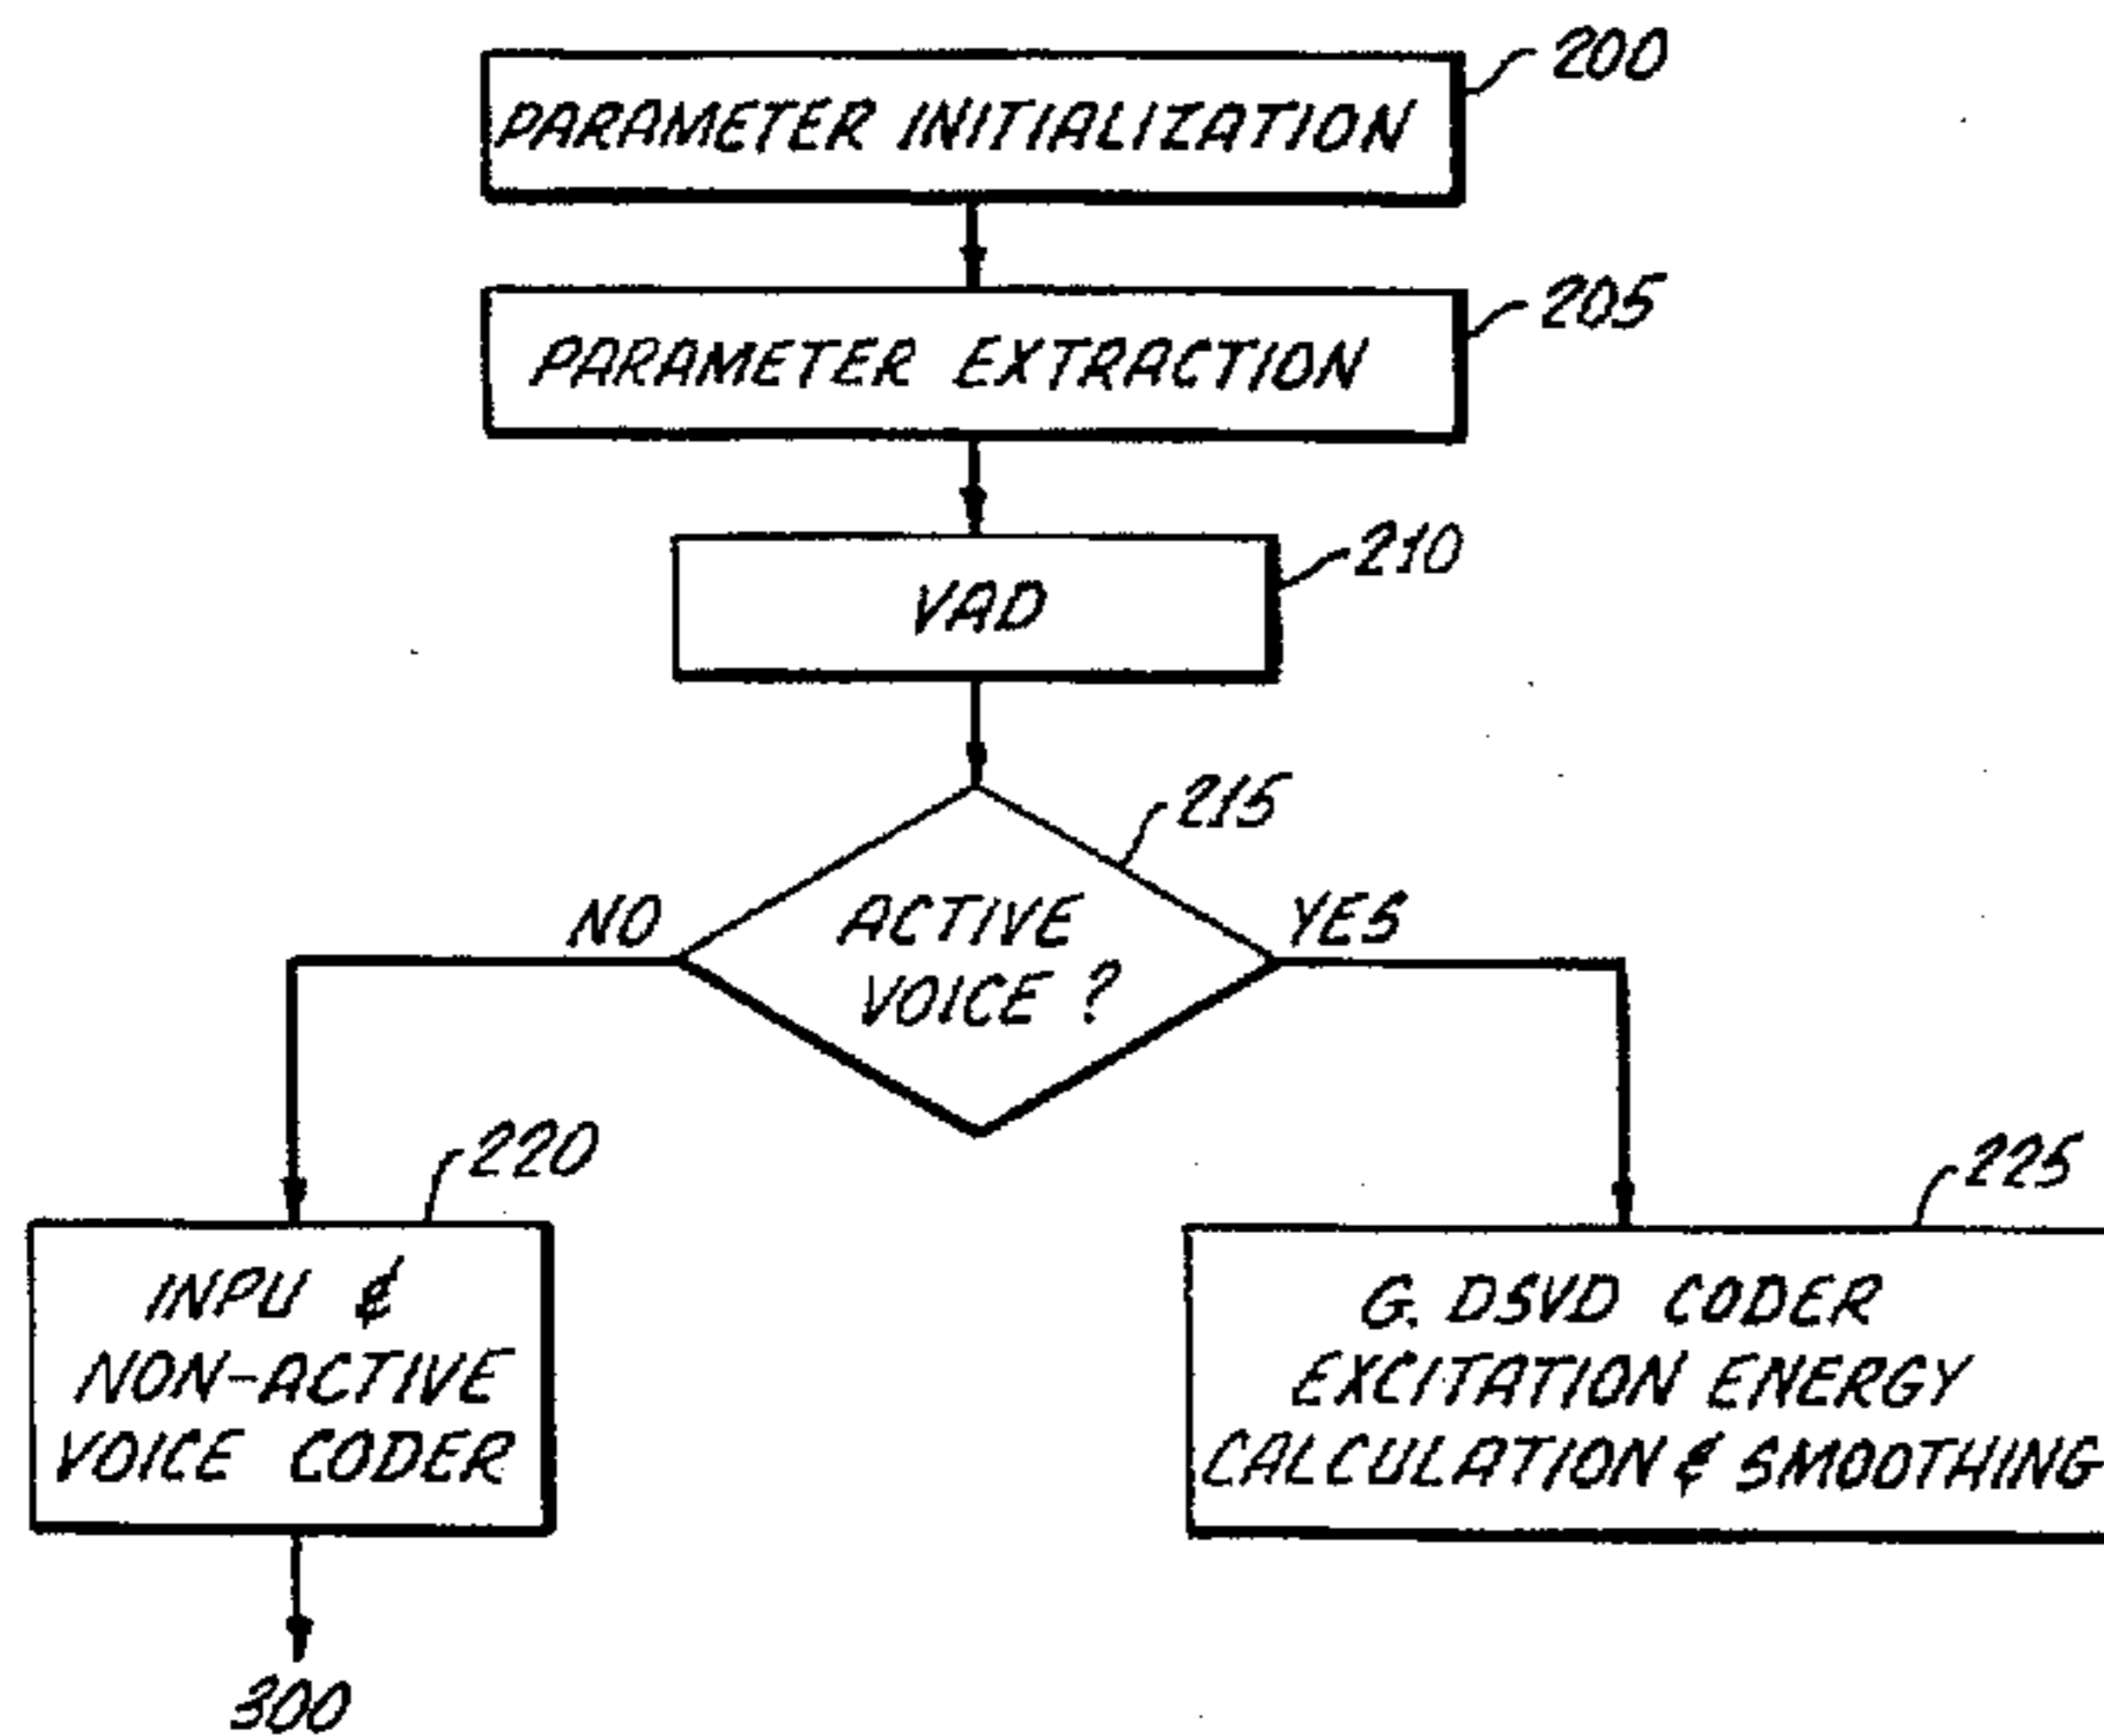 200
PARAMETER INITIALIZATION
205
PARAMETER EXTRACTION
210
VAD
215
NO
ACTIVE
VOICE ?
YES
220
INPU &
NON-ACTIVE
VOICE CODER
225
G. DSVD CODER
EXCITATION ENERGY
CALCULATION & SMOOTHING
300